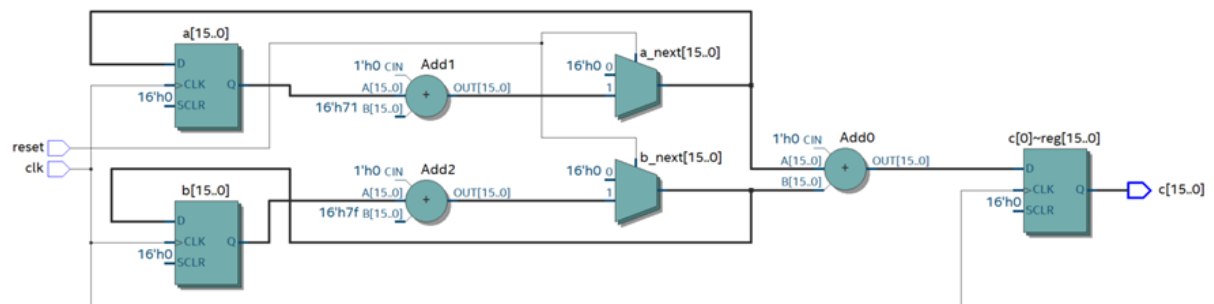 a[15..0]
D
CLK
Q
16'h0
SCLR
1'h0 CIN
Add1
A[15..0]
OUT[15..0]
16'h71 B[15..0]
+
a_next[15..0]
16'h0 0
1
reset
clk
b[15..0]
D
CLK
Q
16'h0
SCLR
1'h0 CIN
Add2
A[15..0]
OUT[15..0]
16'h7f B[15..0]
+
b_next[15..0]
16'h0 0
1
1'h0 CIN
Add0
A[15..0]
OUT[15..0]
B[15..0]
+
c[0]~reg[15..0]
D
CLK
Q
16'h0
SCLR
c[15..0]